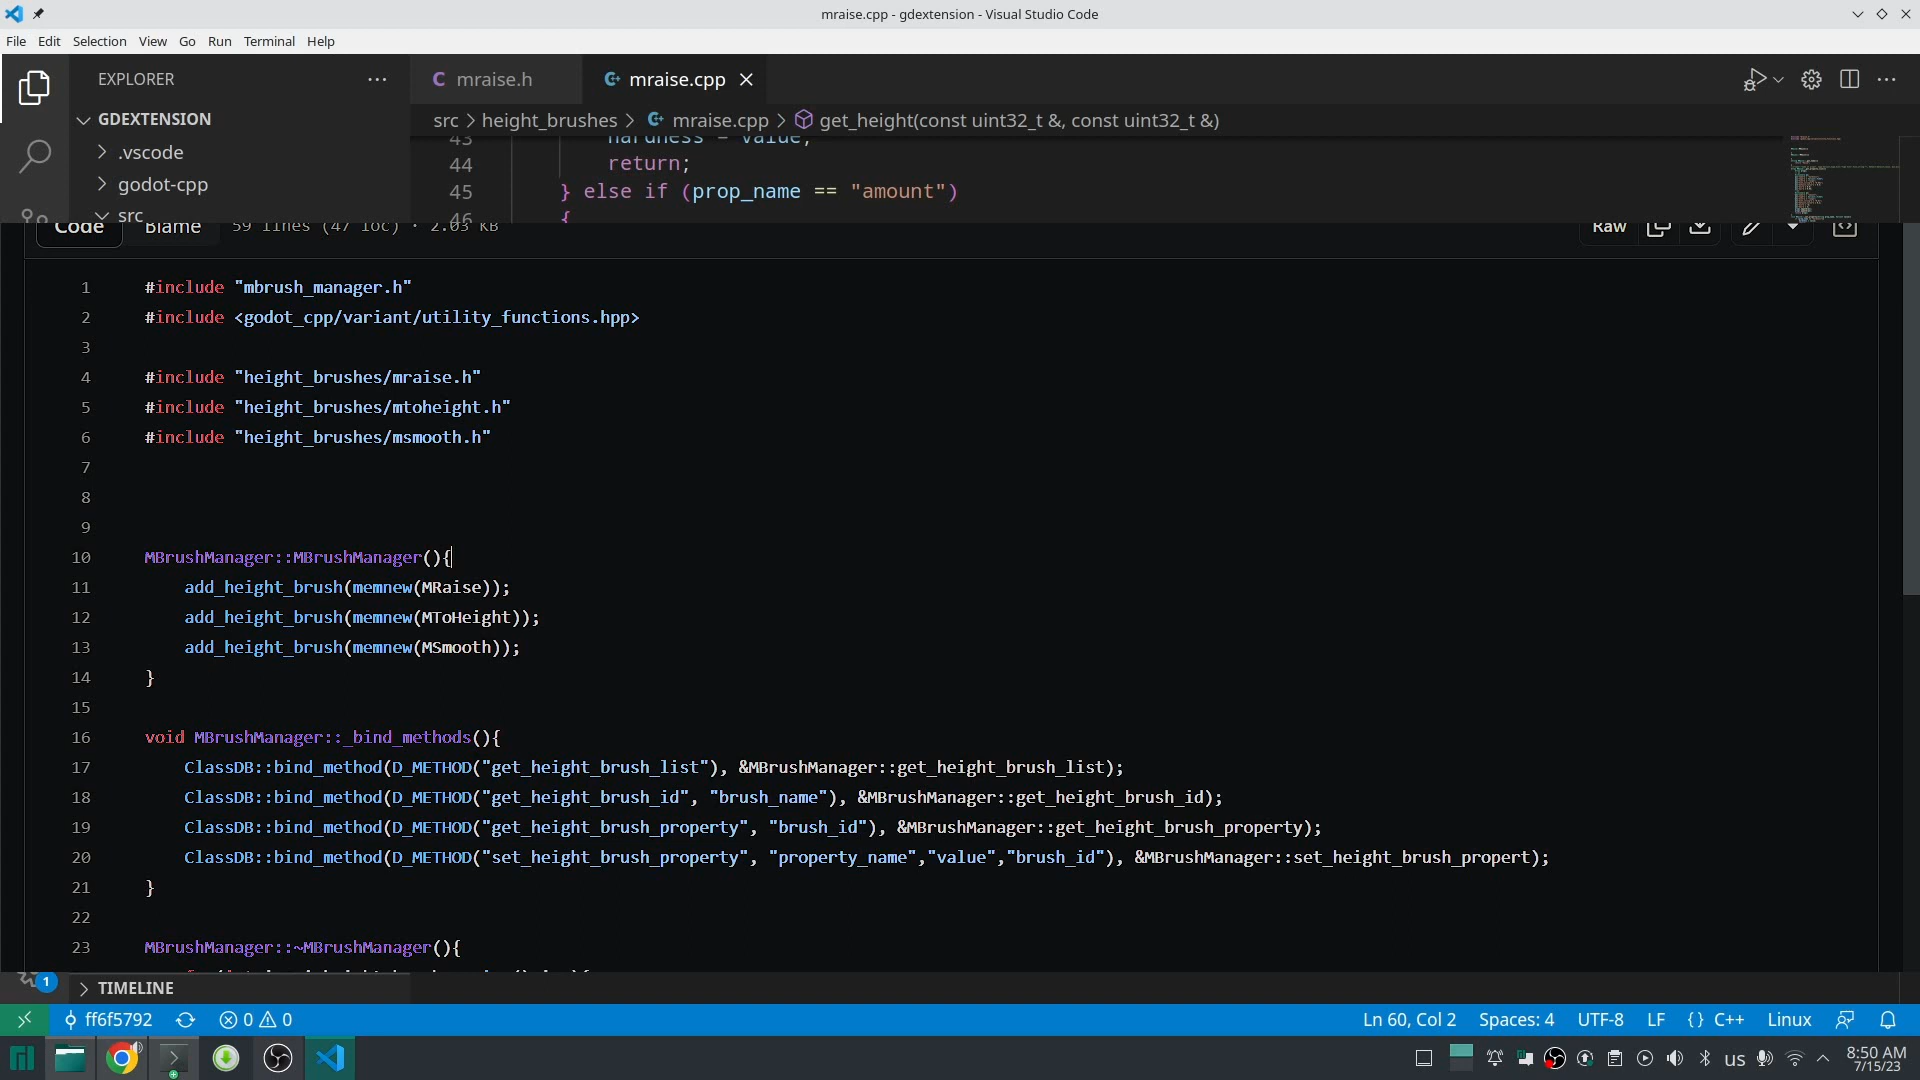 mraise.cpp - gdextension - Visual Studio Code
File Edit Selection View Go Run Terminal Help
EXPLORER
mraise.h
mraise.cpp
GDEXTENSION
src > height_brushes > mraise.cpp > get_height(const uint32_t &, const uint32_t &)
.vscode
godot-cpp
src
43 hardness = value;
44 return;
45 } else if (prop_name == "amount")
46 {
Code Blame 59 lines (47 loc) · 2.03 KB Raw
1 #include "mbrush_manager.h"
2 #include <godot_cpp/variant/utility_functions.hpp>
3
4 #include "height_brushes/mraise.h"
5 #include "height_brushes/mtoheight.h"
6 #include "height_brushes/msmooth.h"
7
8
9
10 MBrushManager::MBrushManager(){
11 add_height_brush(memnew(MRaise));
12 add_height_brush(memnew(MToHeight));
13 add_height_brush(memnew(MSmooth));
14 }
15
16 void MBrushManager::_bind_methods(){
17 ClassDB::bind_method(D_METHOD("get_height_brush_list"), &MBrushManager::get_height_brush_list);
18 ClassDB::bind_method(D_METHOD("get_height_brush_id", "brush_name"), &MBrushManager::get_height_brush_id);
19 ClassDB::bind_method(D_METHOD("get_height_brush_property", "brush_id"), &MBrushManager::get_height_brush_property);
20 ClassDB::bind_method(D_METHOD("set_height_brush_property", "property_name","value","brush_id"), &MBrushManager::set_height_brush_propert);
21 }
22
23 MBrushManager::~MBrushManager(){
1
TIMELINE
ff6f5792 0 0 Ln 60, Col 2 Spaces: 4 UTF-8 LF {} C++ Linux
us 8:50 AM
7/15/23